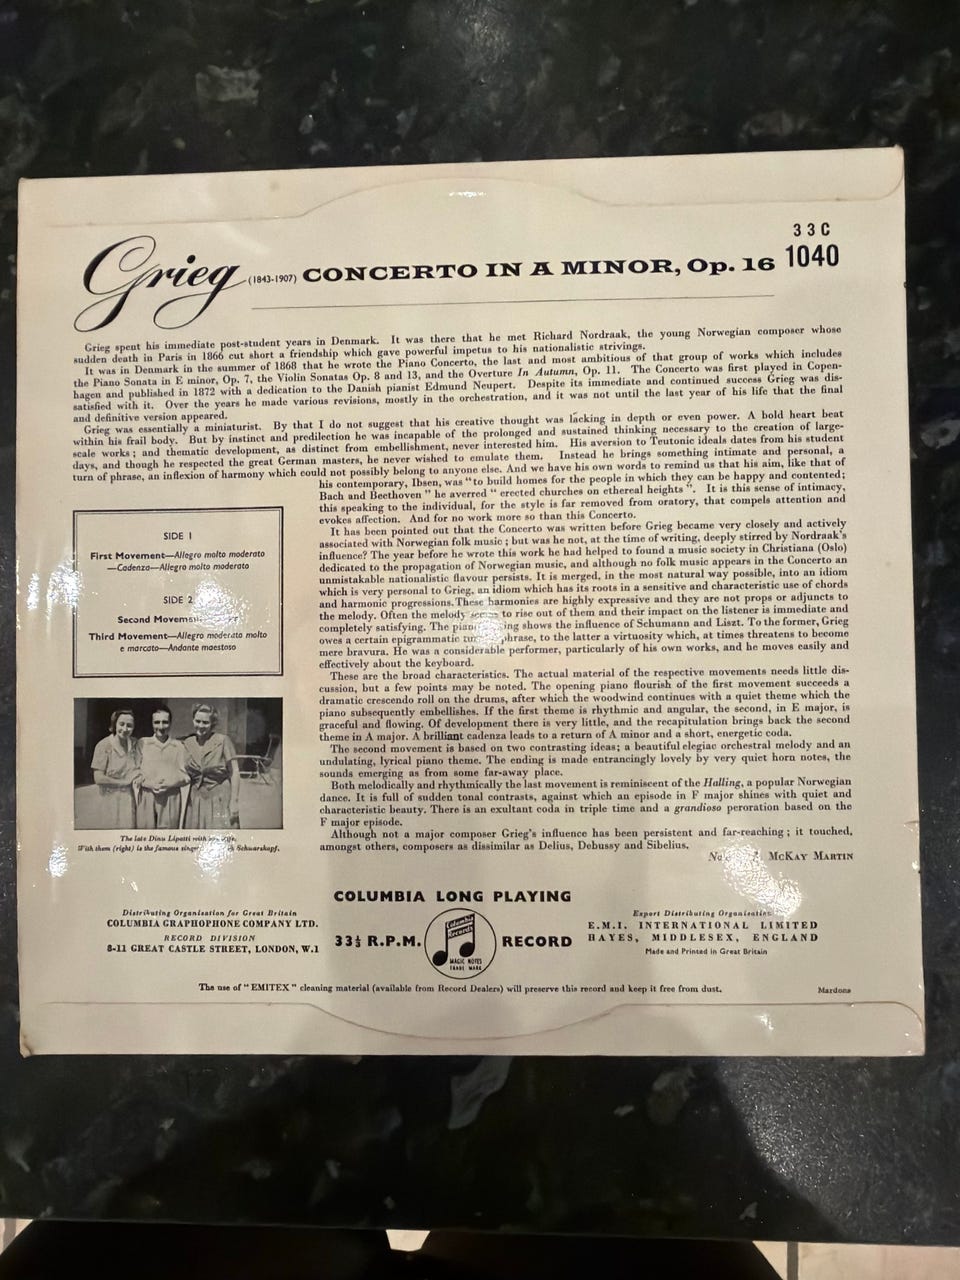 33C
Grieg (1843-1907) CONCERTO IN A MINOR, Op. 16 1040
Grieg spent his immediate post-student years in Denmark. It was there that he met Richard Nordraak, the young Norwegian composer whose
sudden death in Paris in 1866 cut short a friendship which gave powerful impetus to his nationalistic strivings.
It was in Denmark in the summer of 1868 that he wrote the Piano Concerto, the last and most ambitious of that group of works which includes
the Piano Sonata in E minor, Op. 7, the Violin Sonatas Op. 8 and 13, and the Overture In Autumn, Op. 11. The Concerto was first played in Copen-
hagen and published in 1872 with a dedication to the Danish pianist Edmund Neupert. Despite its immediate and continued success Grieg was dis-
satisfied with it. Over the years he made various revisions, mostly in the orchestration, and it was not until the last year of his life that the final
and definitive version appeared.
Grieg was essentially a miniaturist. By that I do not suggest that his creative thought was lacking in depth or even power. A bold heart beat
within his frail body. But by instinct and predilection he was incapable of the prolonged and sustained thinking necessary to the creation of large-
scale works; and thematic development, as distinct from embellishment, never interested him. His aversion to Teutonic ideals dates from his student
days, and though he respected the great German masters, he never wished to emulate them. Instead he brings something intimate and personal, a
turn of phrase, an inflexion of harmony which could not possibly belong to anyone else. And we have his own words to remind us that his aim, like that of
his contemporary, Ibsen, was "to build homes for the people in which they can be happy and contented;
Bach and Beethoven" he averred "erected churches on ethereal heights". It is this sense of intimacy,
this speaking to the individual, for the style is far removed from oratory, that compels attention and
evokes affection. And for no work more so than this Concerto.
It has been pointed out that the Concerto was written before Grieg became very closely and actively
associated with Norwegian folk music; but was he not, at the time of writing, deeply stirred by Nordraak's
influence? The year before he wrote this work he had helped to found a music society in Christiana (Oslo)
dedicated to the propagation of Norwegian music, and although no folk music appears in the Concerto an
unmistakable nationalistic flavour persists. It is merged, in the most natural way possible, into an idiom
which is very personal to Grieg, an idiom which has its roots in a sensitive and characteristic use of chords
and harmonic progressions. These harmonies are highly expressive and they are not props or adjuncts to
the melody. Often the melody to rise out of them and their impact on the listener is immediate and
completely satisfying. The shows the influence of Schumann and Liszt. To the former, Grieg
owes a certain epigrammatic phrase, to the latter a virtuosity which, at times threatens to become
mere bravura. He was a considerable performer, particularly of his own works, and he moves easily and
effectively about the keyboard.
These are the broad characteristics. The actual material of the respective movements needs little dis-
cussion, but a few points may be noted. The opening piano flourish of the first movement succeeds a
dramatic crescendo roll on the drums, after which the woodwind continues with a quiet theme which the
piano subsequently embellishes. If the first theme is rhythmic and angular, the second, in E major, is
graceful and flowing. Of development there is very little, and the recapitulation brings back the second
theme in A major. A brilliant cadenza leads to a return of A minor and a short, energetic coda.
The second movement is based on two contrasting ideas; a beautiful elegiac orchestral melody and an
undulating, lyrical piano theme. The ending is made entrancingly lovely by very quiet horn notes, the
sounds emerging as from some far-away place.
Both melodically and rhythmically the last movement is reminiscent of the Halling, a popular Norwegian
dance. It is full of sudden tonal contrasts, against which an episode in F major shines with quiet and
characteristic beauty. There is an exultant coda in triple time and a grandioso peroration based on the
F major episode.
Although not a major composer Grieg's influence has been persistent and far-reaching; it touched,
amongst others, composers as dissimilar as Delius, Debussy and Sibelius.
McKAY MARTIN
SIDE 1
First Movement—Allegro molto moderato
—Cadenza—Allegro molto moderato
SIDE 2
Second
Third Movement—Allegro moderato molto
e marcato—Andante maestoso
The late Dinu Lipatti with
With them (right) is the famous Schwarzkopf.
COLUMBIA LONG PLAYING
33⅓ R.P.M. RECORD
Columbia Records
MAGIC NOTES
TRADE MARK
Distributing Organisation for Great Britain
COLUMBIA GRAPHOPHONE COMPANY LTD.
RECORD DIVISION
8-11 GREAT CASTLE STREET, LONDON, W.1
Export Distributing Organisation
E.M.I. INTERNATIONAL LIMITED
HAYES, MIDDLESEX, ENGLAND
Made and Printed in Great Britain
The use of "EMITEX" cleaning material (available from Record Dealers) will preserve this record and keep it free from dust.
Mardons